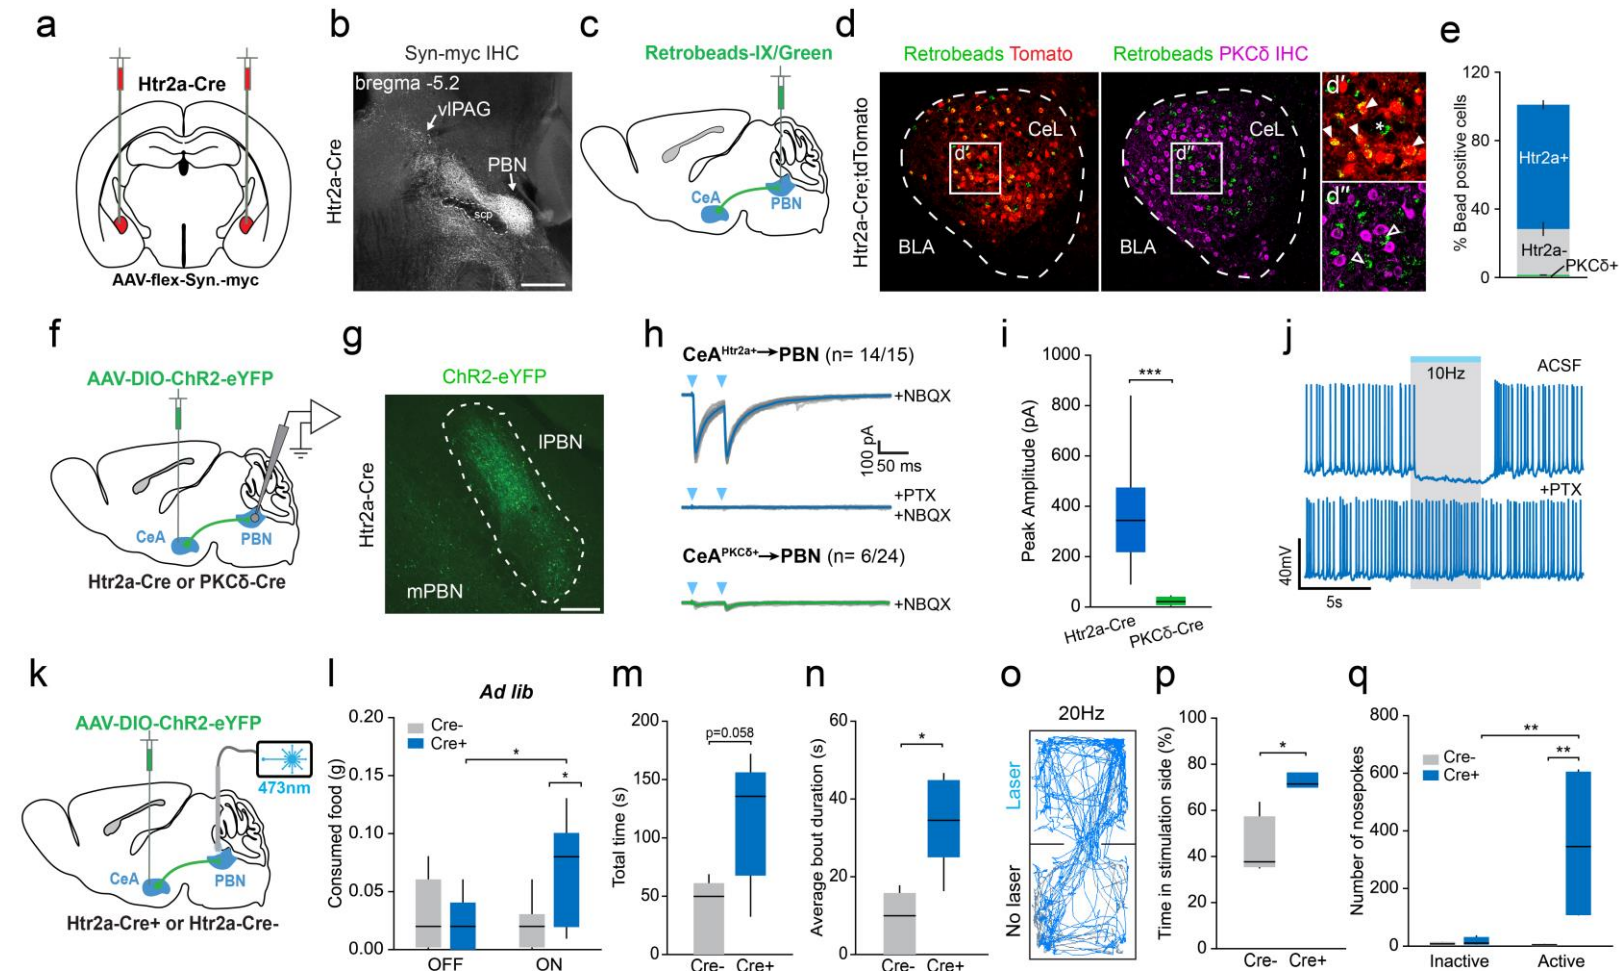 a
Htr2a-Cre
AAV-flex-Syn.-myc
b
Syn-myc IHC
Htr2a-Cre
bregma -5.2
vlPAG
PBN
scp
c
Retrobeads-IX/Green
CeA
PBN
d
Retrobeads Tomato
Retrobeads PKCδ IHC
Htr2a-Cre;tdTomato
CeL
d'
BLA
CeL
d''
BLA
d'
*
d''
e
% Bead positive cells
120
80
40
0
Htr2a+
Htr2a-
PKCδ+
f
AAV-DIO-ChR2-eYFP
CeA
PBN
Htr2a-Cre or PKCδ-Cre
g
ChR2-eYFP
Htr2a-Cre
lPBN
mPBN
h
CeAHtr2a+→PBN (n= 14/15)
+NBQX
100 pA
50 ms
+PTX
+NBQX
CeAPKCδ+→PBN (n= 6/24)
+NBQX
i
Peak Amplitude (pA)
1000
800
600
400
200
0
***
Htr2a-Cre
PKCδ-Cre
j
10Hz
ACSF
+PTX
40mV
5s
k
AAV-DIO-ChR2-eYFP
473nm
CeA
PBN
Htr2a-Cre+ or Htr2a-Cre-
l
Ad lib
Consumed food (g)
0.20
0.15
0.10
0.05
0.00
Cre-
Cre+
*
*
OFF
ON
m
Total time (s)
200
150
100
50
0
p=0.058
Cre-
Cre+
n
Average bout duration (s)
60
40
20
0
*
Cre-
Cre+
o
20Hz
Laser
No laser
p
Time in stimulation side (%)
100
80
60
40
20
0
*
Cre-
Cre+
q
Number of nosepokes
800
600
400
200
0
Cre-
Cre+
**
**
Inactive
Active